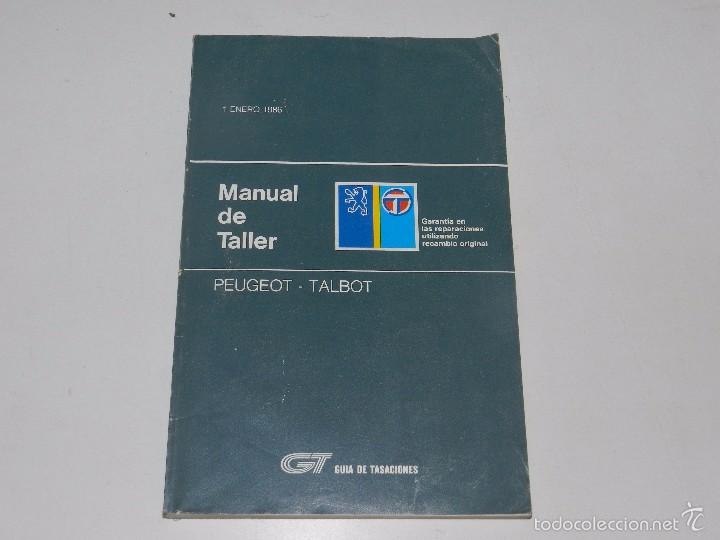 1 ENERO 1986
Manual
de
Taller
T
Garantía en
las reparaciones
utilizando
recambio original
PEUGEOT - TALBOT
GT GUIA DE TASACIONES
todocoleccion.net